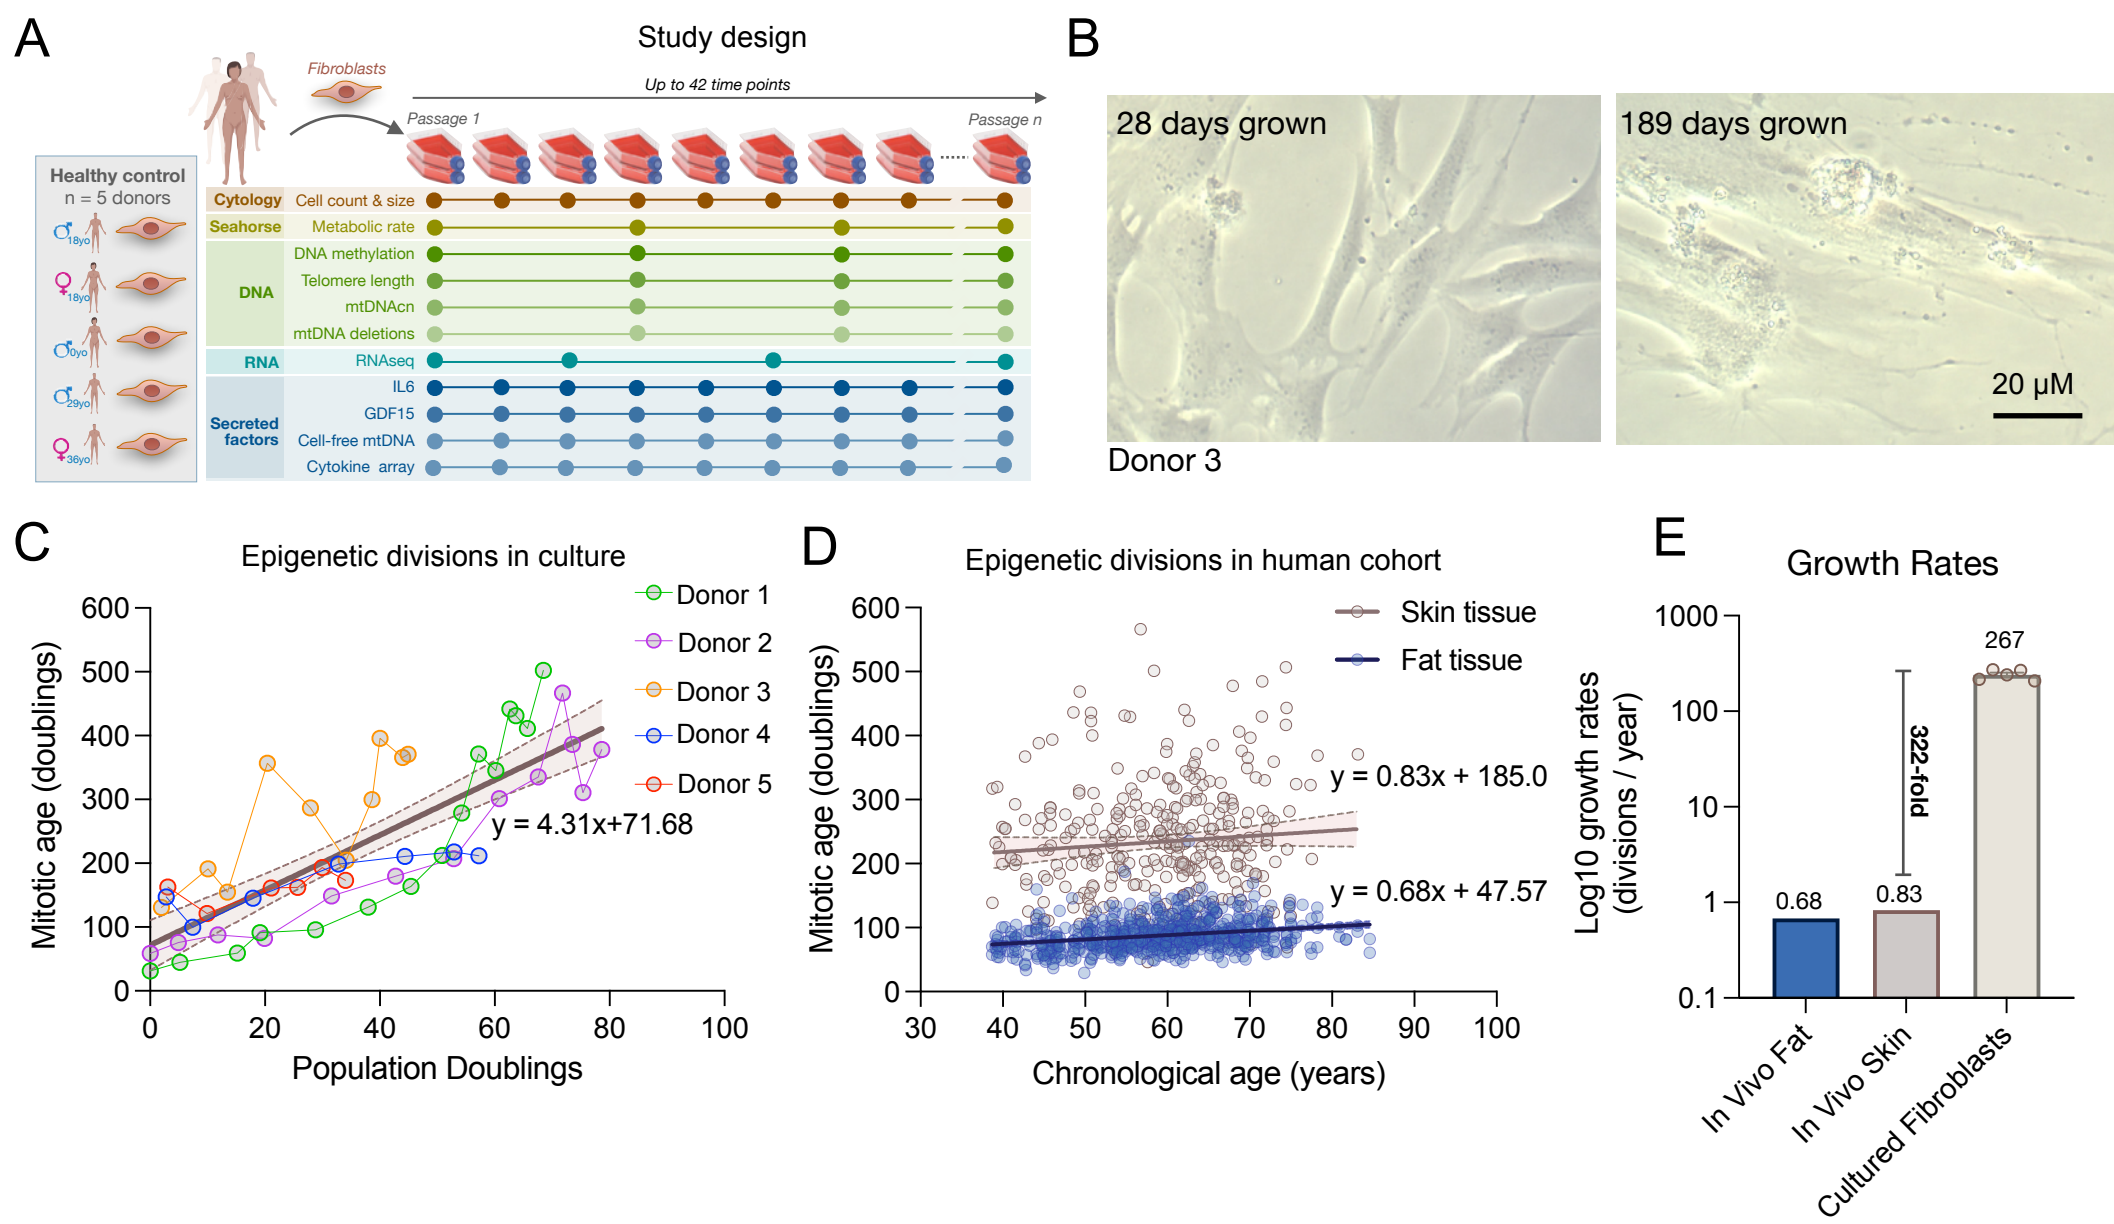 A
Study design
Fibroblasts
Up to 42 time points
Passage 1
Passage n
Healthy control
n = 5 donors
18yo
18yo
0yo
29yo
36yo
Cytology
Cell count & size
Seahorse
Metabolic rate
DNA
DNA methylation
Telomere length
mtDNAcn
mtDNA deletions
RNA
RNAseq
Secreted
factors
IL6
GDF15
Cell-free mtDNA
Cytokine array
B
28 days grown
189 days grown
20 µM
Donor 3
C
Epigenetic divisions in culture
Mitotic age (doublings)
600
500
400
300
200
100
0
0 20 40 60 80 100
Population Doublings
Donor 1
Donor 2
Donor 3
Donor 4
Donor 5
y = 4.31x+71.68
D
Epigenetic divisions in human cohort
Mitotic age (doublings)
600
500
400
300
200
100
0
30 40 50 60 70 80 90 100
Chronological age (years)
Skin tissue
Fat tissue
y = 0.83x + 185.0
y = 0.68x + 47.57
E
Growth Rates
Log10 growth rates
(divisions / year)
1000
100
10
1
0.1
0.68
0.83
267
322-fold
In Vivo Fat
In Vivo Skin
Cultured Fibroblasts